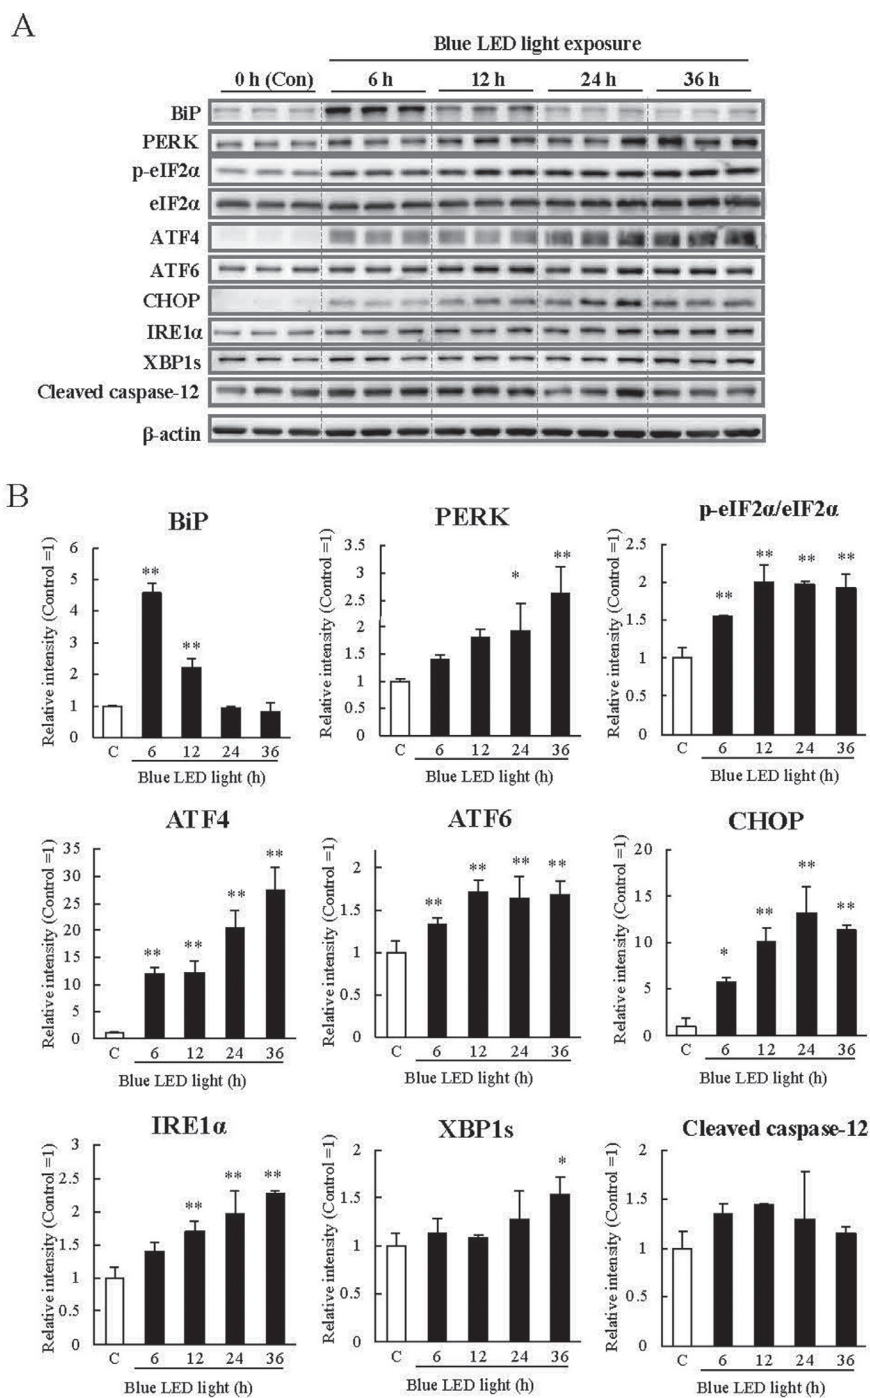 A
Blue LED light exposure
0 h (Con) 6 h 12 h 24 h 36 h
BiP
PERK
p-eIF2α
eIF2α
ATF4
ATF6
CHOP
IRE1α
XBP1s
Cleaved caspase-12
β-actin
B
BiP
Relative intensity (Control =1)
6
5
4
3
2
1
0
**
**
C 6 12 24 36
Blue LED light (h)
PERK
Relative intensity (Control =1)
3.5
3
2.5
2
1.5
1
0.5
0
*
**
C 6 12 24 36
Blue LED light (h)
p-eIF2α/eIF2α
Relative intensity (Control =1)
2.5
2
1.5
1
0.5
0
**
**
**
**
C 6 12 24 36
Blue LED light (h)
ATF4
Relative intensity (Control =1)
35
30
25
20
15
10
5
0
**
**
**
**
C 6 12 24 36
Blue LED light (h)
ATF6
Relative intensity (Control =1)
2
1.5
1
0.5
0
**
**
**
**
C 6 12 24 36
Blue LED light (h)
CHOP
Relative intensity (Control =1)
20
15
10
5
0
*
**
**
**
C 6 12 24 36
Blue LED light (h)
IRE1α
Relative intensity (Control =1)
3
2.5
2
1.5
1
0.5
0
**
**
**
C 6 12 24 36
Blue LED light (h)
XBP1s
Relative intensity (Control =1)
2
1.5
1
0.5
0
*
C 6 12 24 36
Blue LED light (h)
Cleaved caspase-12
Relative intensity (Control =1)
2
1.5
1
0.5
0
C 6 12 24 36
Blue LED light (h)